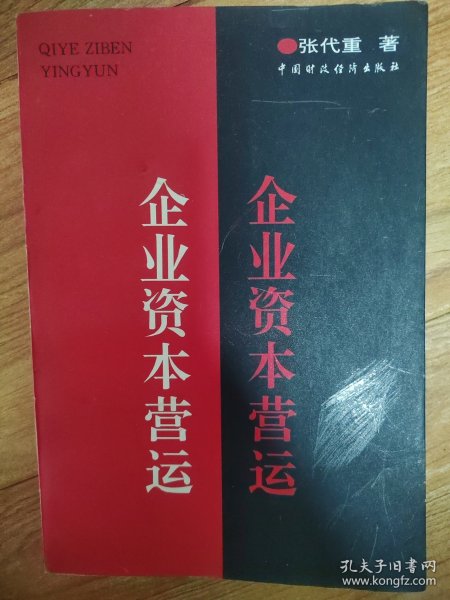 QIYE ZIBEN
YINGYUN
张代重 著
中国财政经济出版社
企业资本营运
企业资本营运
孔夫子旧书网
www.kongfz.com